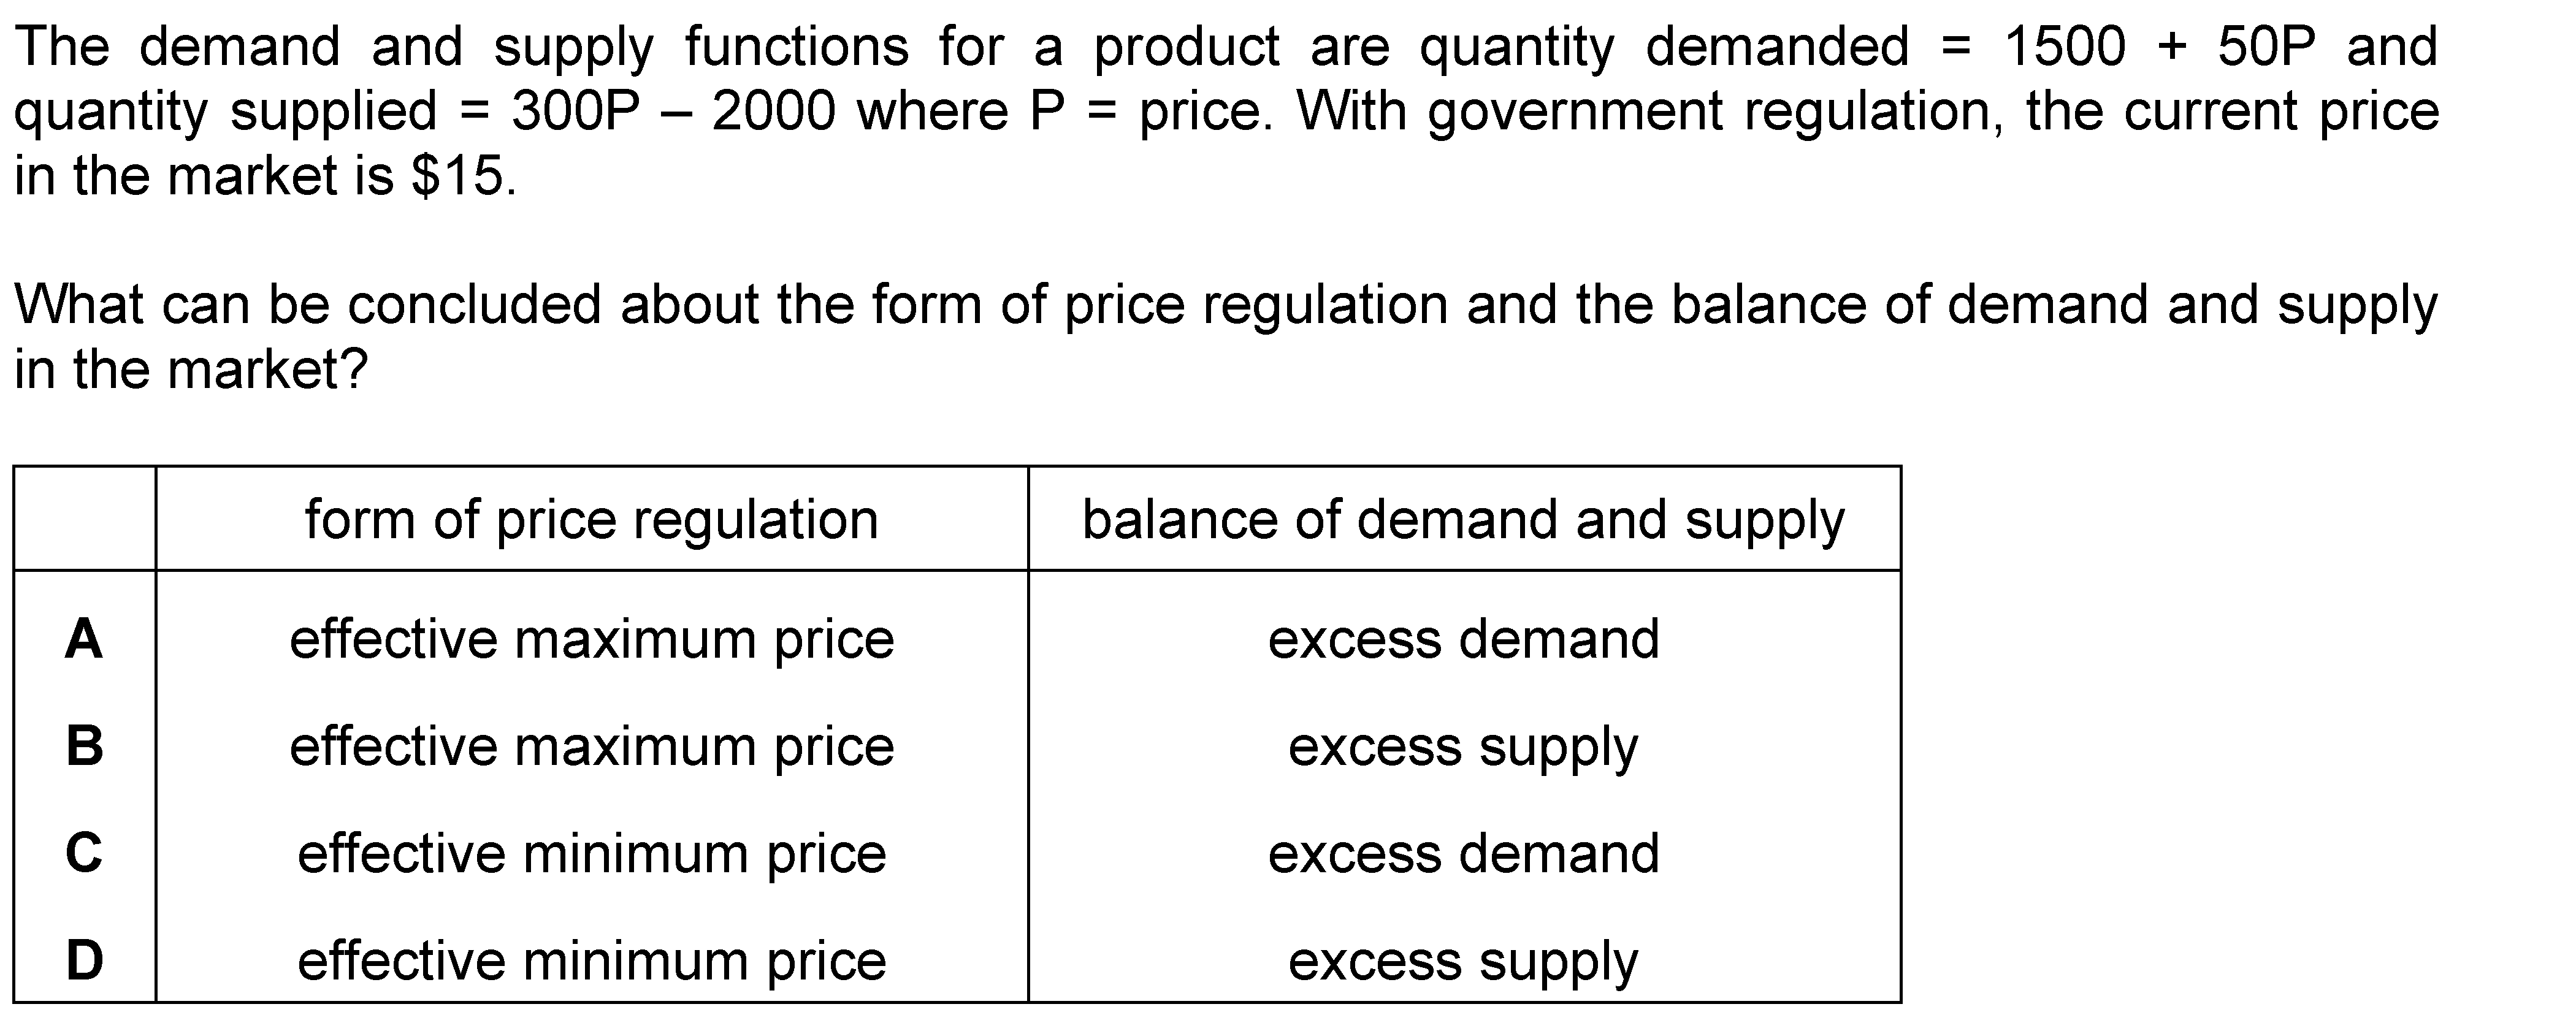 The demand and supply functions for a product are quantity demanded = 1500 + 50P and
quantity supplied = 300P – 2000 where P = price. With government regulation, the current price
in the market is $15.
What can be concluded about the form of price regulation and the balance of demand and supply
in the market?
form of price regulation balance of demand and supply
A effective maximum price excess demand
B effective maximum price excess supply
C effective minimum price excess demand
D effective minimum price excess supply